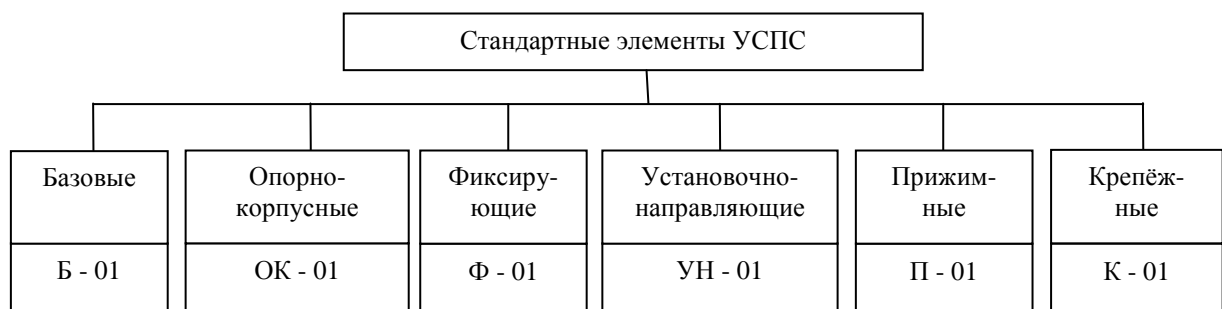 Стандартные элементы УСПС
Базовые
Опорно-
корпусные
Фиксиру-
ющие
Установочно-
направляющие
Прижим-
ные
Крепёж-
ные
Б - 01
ОК - 01
Ф - 01
УН - 01
П - 01
К - 01